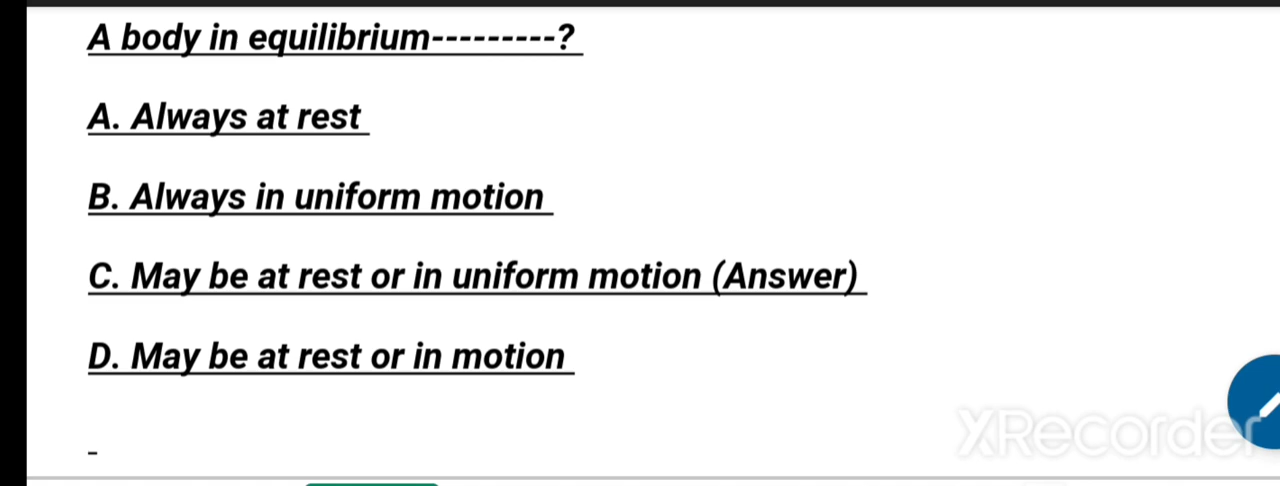 A body in equilibrium---------?
A. Always at rest
B. Always in uniform motion
C. May be at rest or in uniform motion (Answer)
D. May be at rest or in motion
-
XRecorder